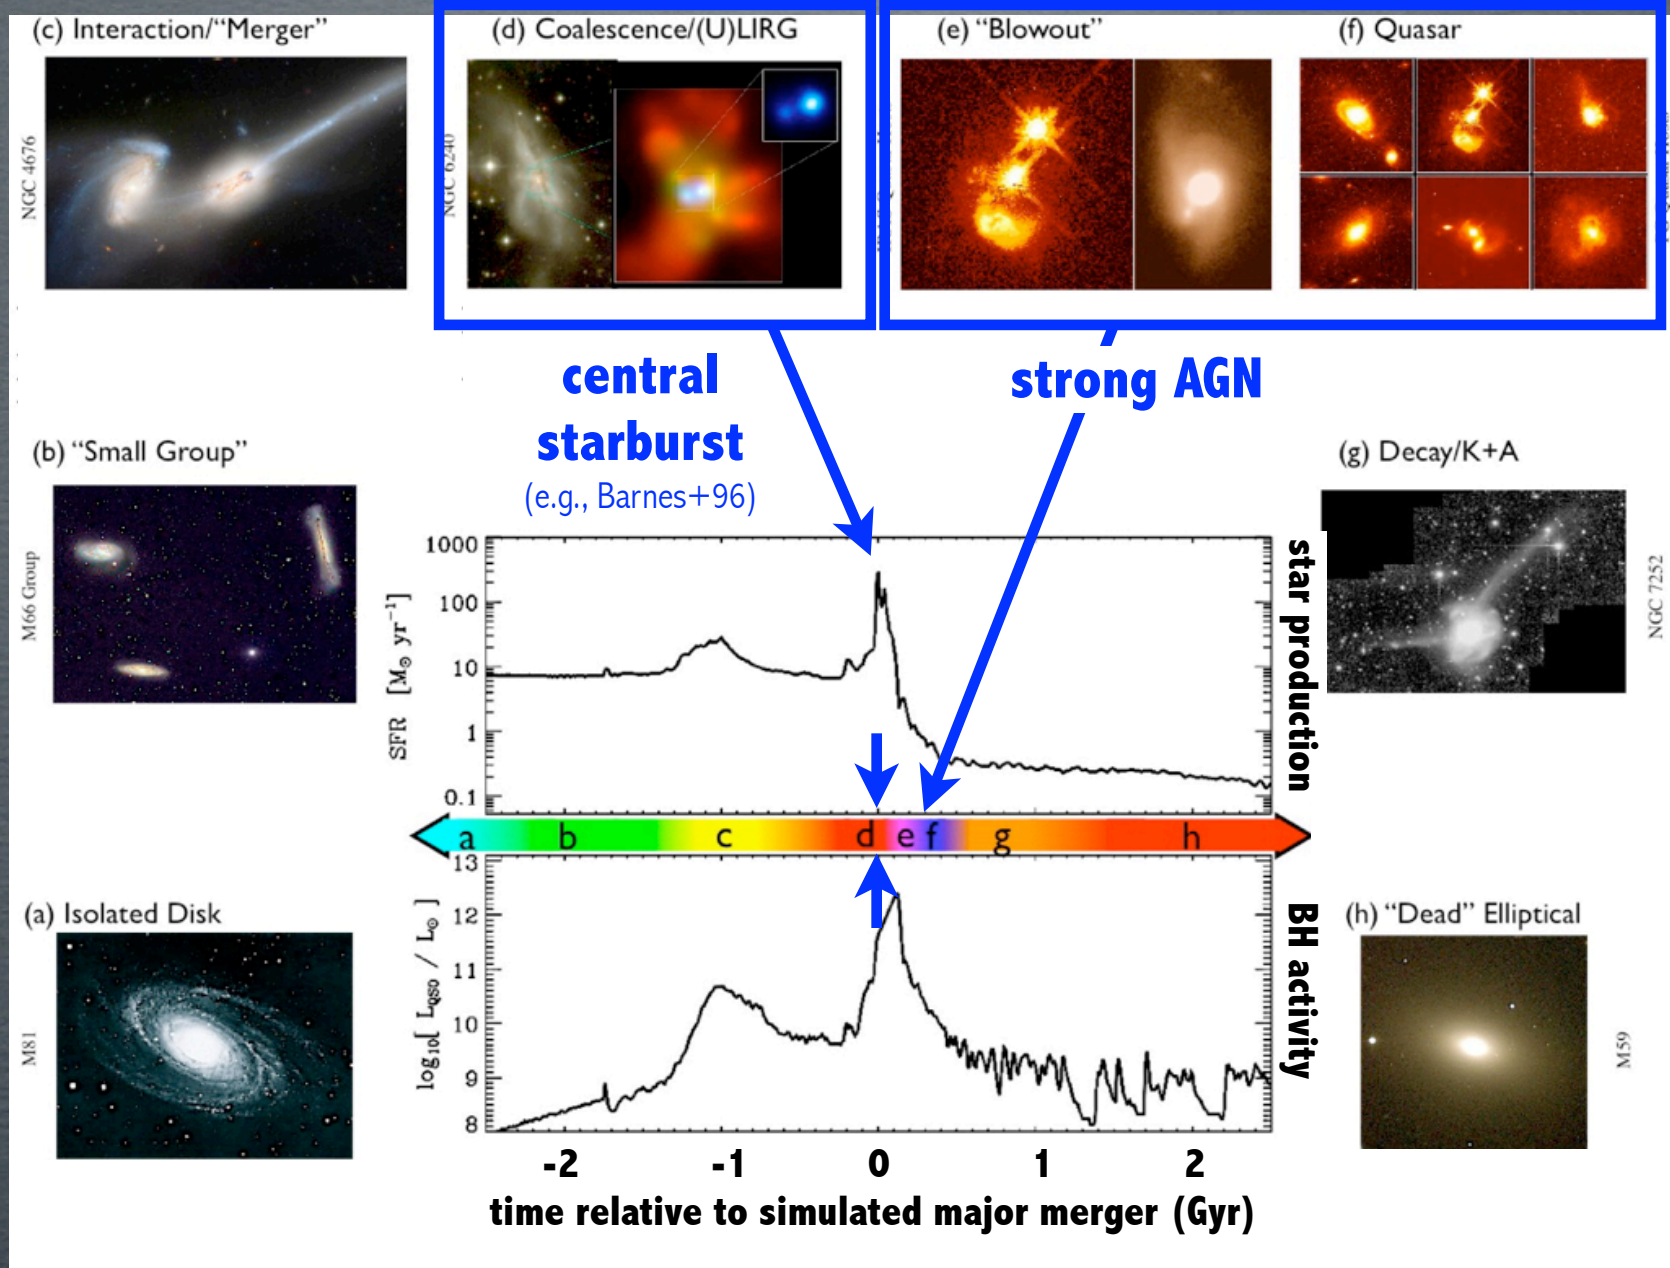 (c) Interaction/“Merger”
(d) Coalescence/(U)LIRG
(e) “Blowout”
(f) Quasar
NGC 4676
NGC 6240
central
starburst
(e.g., Barnes+96)
strong AGN
(b) “Small Group”
M66 Group
(g) Decay/K+A
NGC 7252
1000
100
10
1
0.1
SFR [M☉ yr⁻¹]
star production
a b c d e f g h
13
12
11
10
9
8
log₁₀[ L_QSO / L☉ ]
BH activity
(a) Isolated Disk
M81
(h) “Dead” Elliptical
M59
-2 -1 0 1 2
time relative to simulated major merger (Gyr)